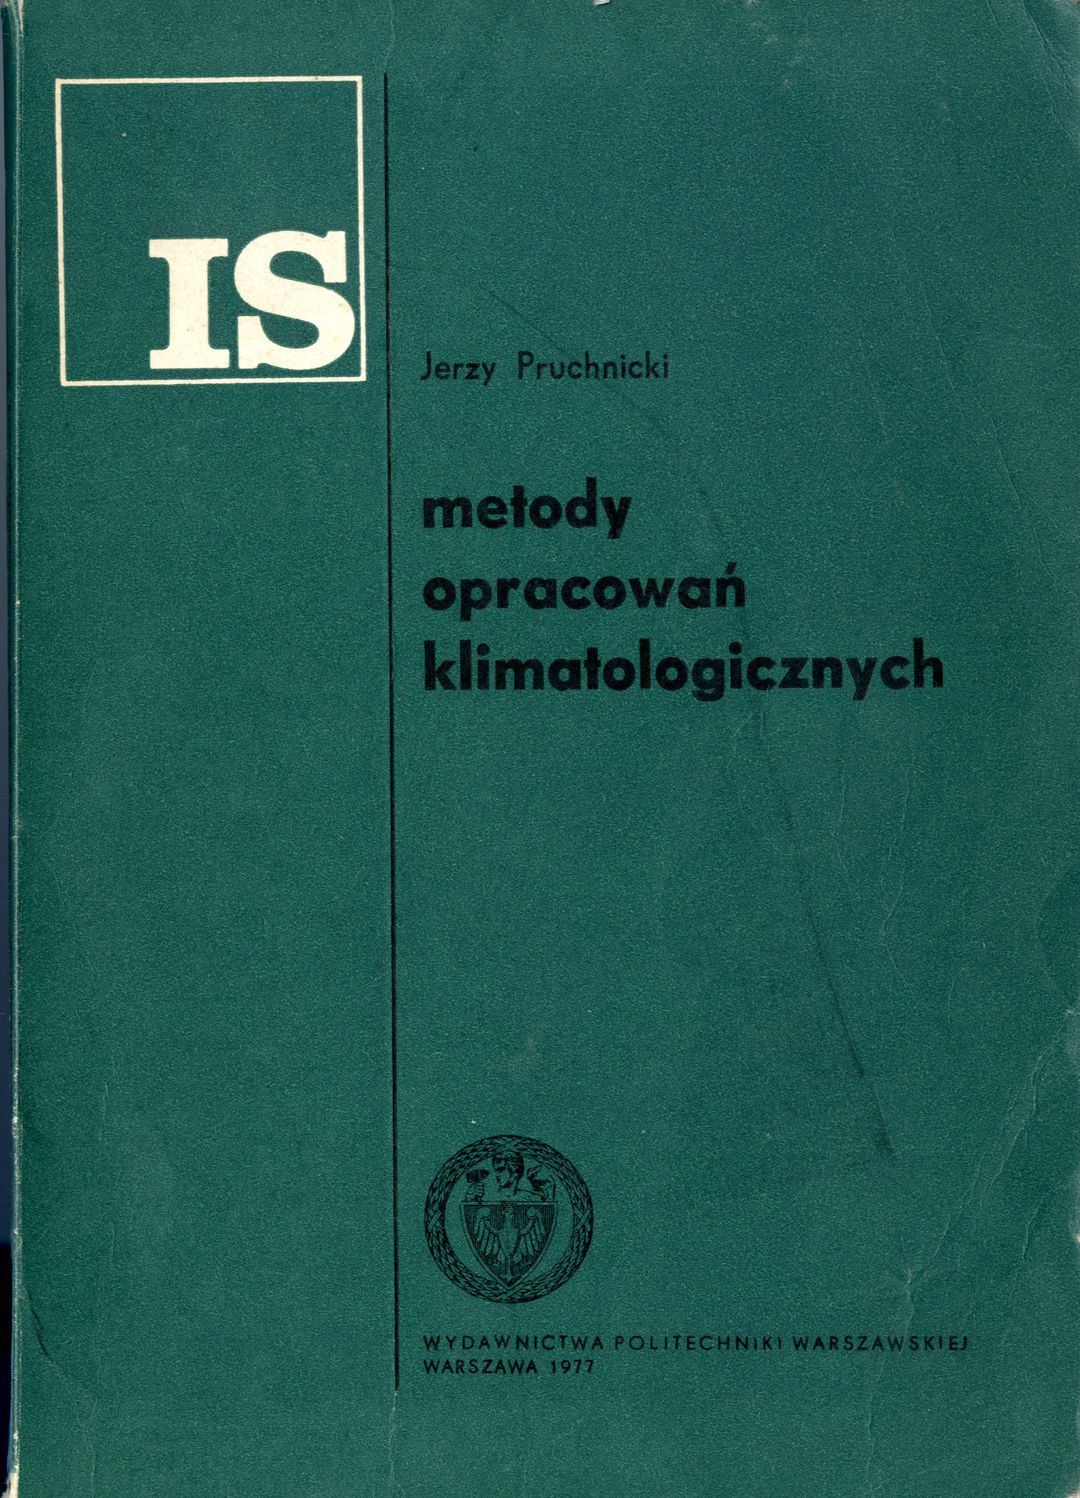 IS
Jerzy Pruchnicki
metody
opracowań
klimatologicznych
WYDAWNICTWA POLITECHNIKI WARSZAWSKIEJ
WARSZAWA 1977